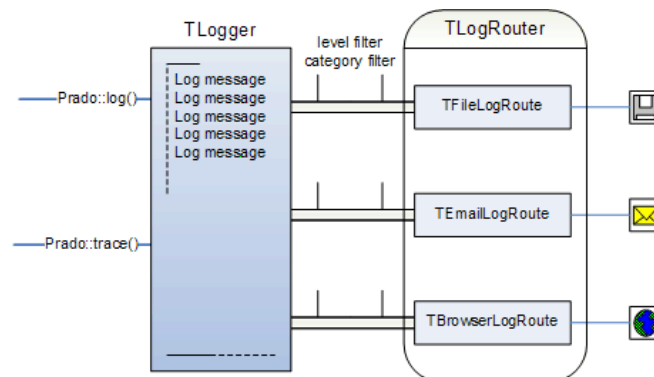 TLogger
TLogRouter
level filter
category filter
Log message
Log message
Log message
Log message
Log message
Prado::log()
Prado::trace()
TFileLogRoute
TEmailLogRoute
TBrowserLogRoute